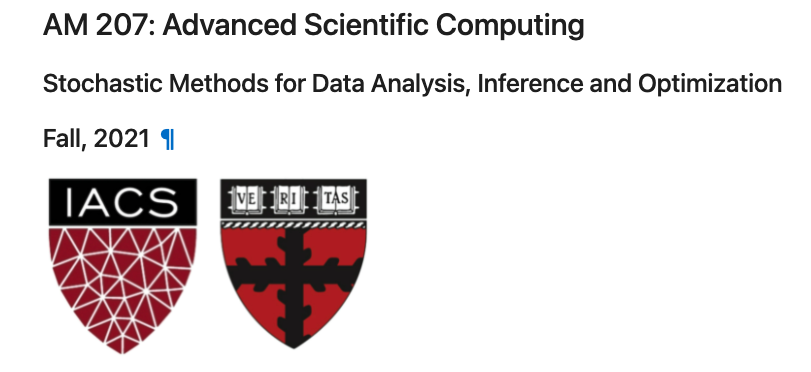 AM 207: Advanced Scientific Computing
Stochastic Methods for Data Analysis, Inference and Optimization
Fall, 2021 ¶
IACS
VE RI TAS